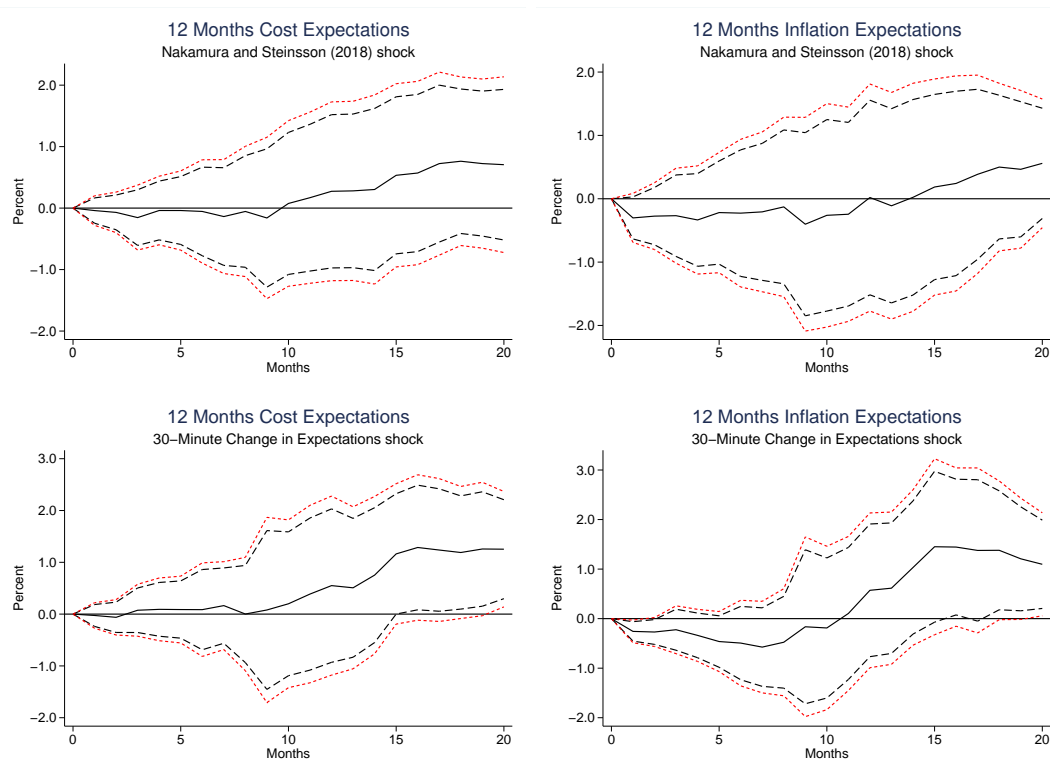 12 Months Cost Expectations
Nakamura and Steinsson (2018) shock
2.0
1.0
0.0
−1.0
−2.0
Percent
0 5 10 15 20
Months
12 Months Inflation Expectations
Nakamura and Steinsson (2018) shock
2.0
1.0
0.0
−1.0
−2.0
Percent
0 5 10 15 20
Months
12 Months Cost Expectations
30−Minute Change in Expectations shock
3.0
2.0
1.0
0.0
−1.0
−2.0
Percent
0 5 10 15 20
Months
12 Months Inflation Expectations
30−Minute Change in Expectations shock
3.0
2.0
1.0
0.0
−1.0
−2.0
Percent
0 5 10 15 20
Months